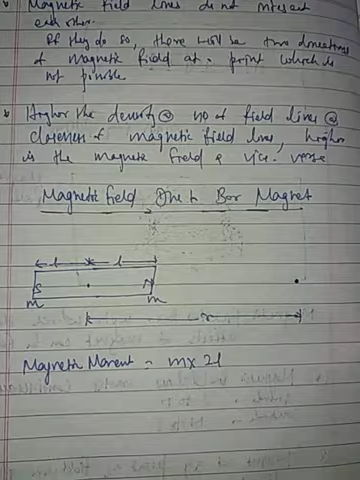 Magnetic field lines do not intersect
each other.
If they do so, there will be two directions
of magnetic field at a point which is
not possible
Higher the density @ no of field lines @
closeness of magnetic field lines, higher
is the magnetic field & vice versa
Magnetic field Due to Bar Magnet
l l
S N
m m
r
Magnetic Moment = m x 2l